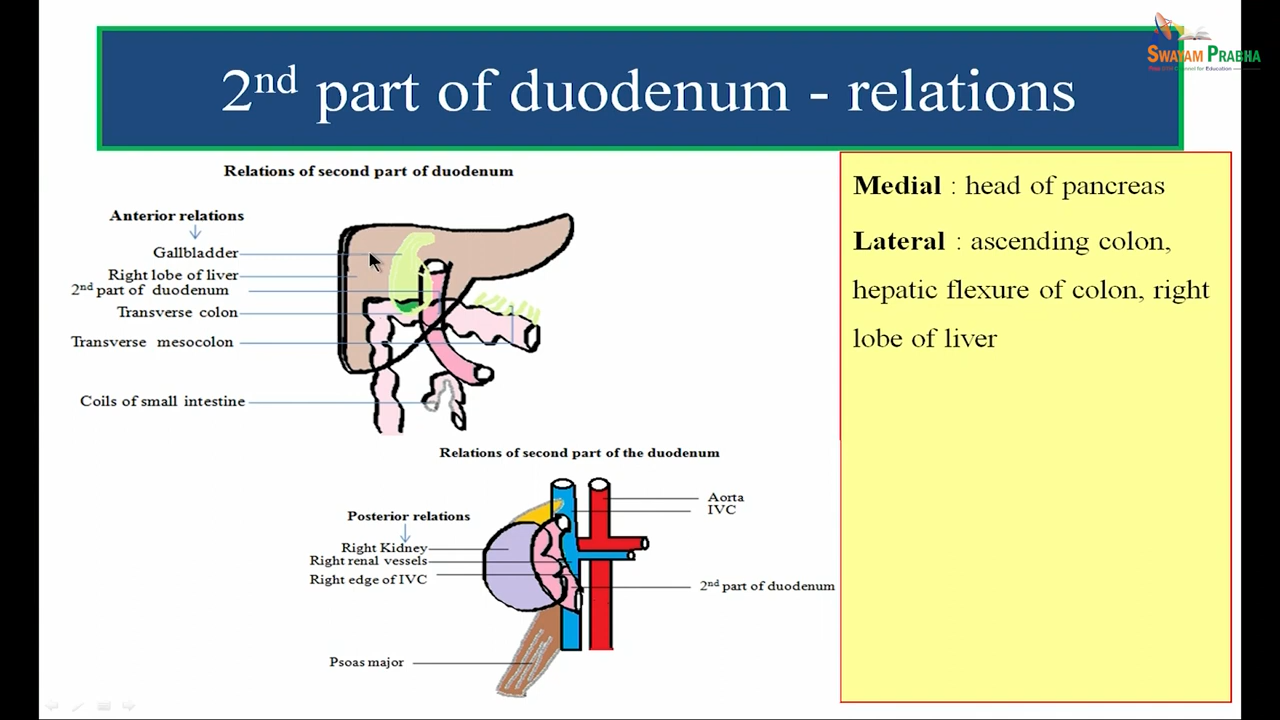 SWAYAM PRABHA
2nd part of duodenum - relations
Relations of second part of duodenum
Anterior relations
Gallbladder
Right lobe of liver
2nd part of duodenum
Transverse colon
Transverse mesocolon
Coils of small intestine
Relations of second part of the duodenum
Posterior relations
Right Kidney
Right renal vessels
Right edge of IVC
Psoas major
Aorta
IVC
2nd part of duodenum
Medial : head of pancreas
Lateral : ascending colon,
hepatic flexure of colon, right
lobe of liver